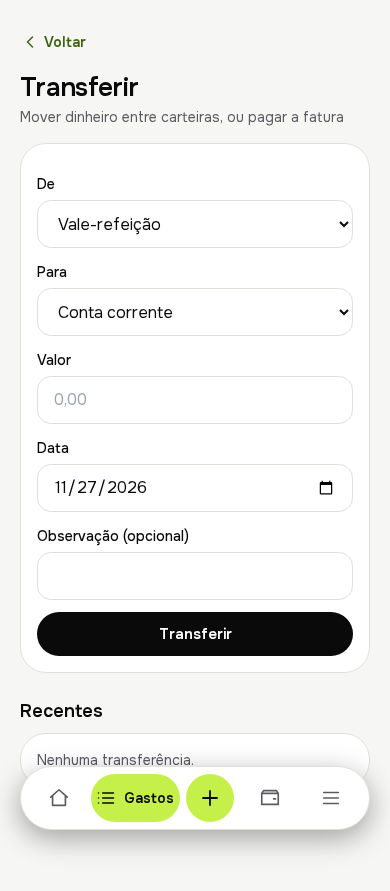 Voltar
Transferir
Mover dinheiro entre carteiras, ou pagar a fatura
De
Vale-refeição
Para
Conta corrente
Valor
0,00
Data
11/27/2026
Observação (opcional)
Transferir
Recentes
Nenhuma transferência.
Gastos